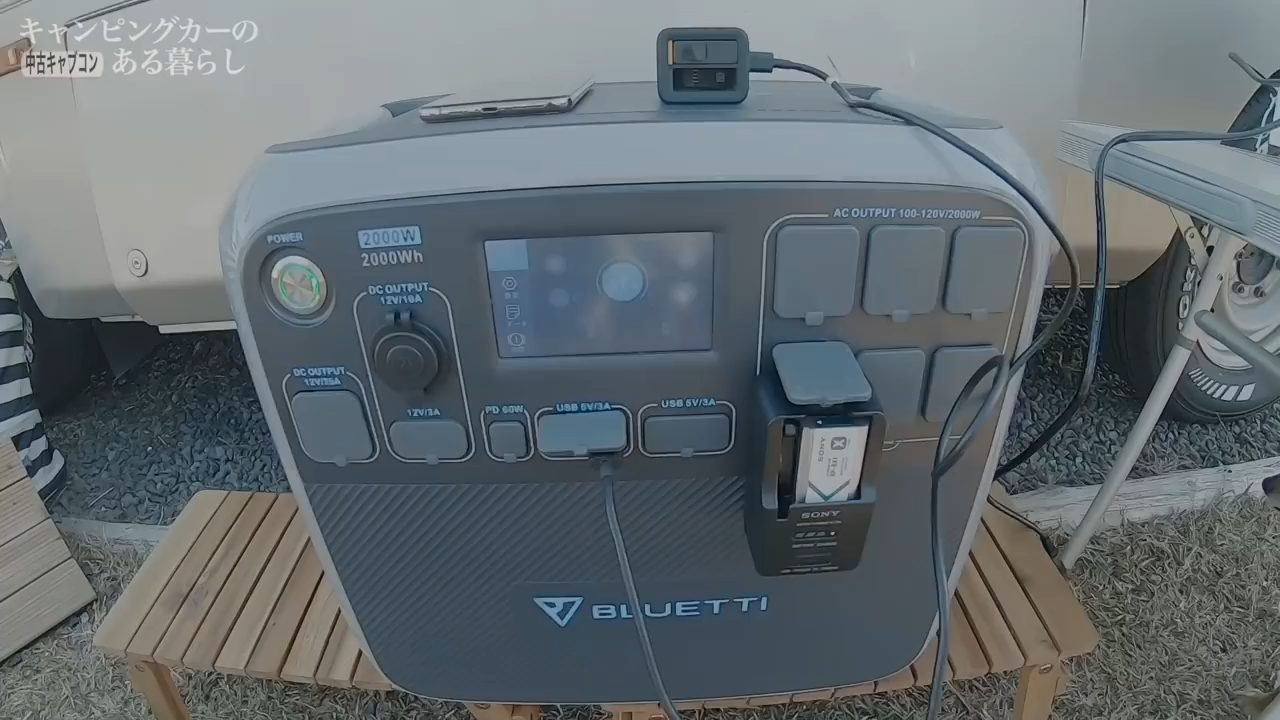 キャンピングカーの
中古キャブコン ある暮らし
POWER
2000W
2000Wh
DC OUTPUT
12V/10A
DC OUTPUT
12V/25A
12V/3A
PD 60W
USB 5V/3A
USB 5V/3A
AC OUTPUT 100-120V/2000W
SONY
SONY
BLUETTI